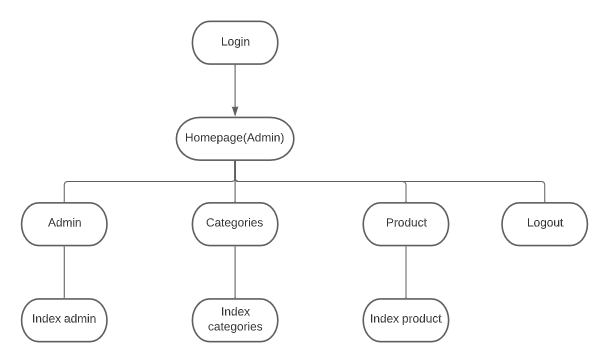 Login
Homepage(Admin)
Admin
Categories
Product
Logout
Index admin
Index
categories
Index product